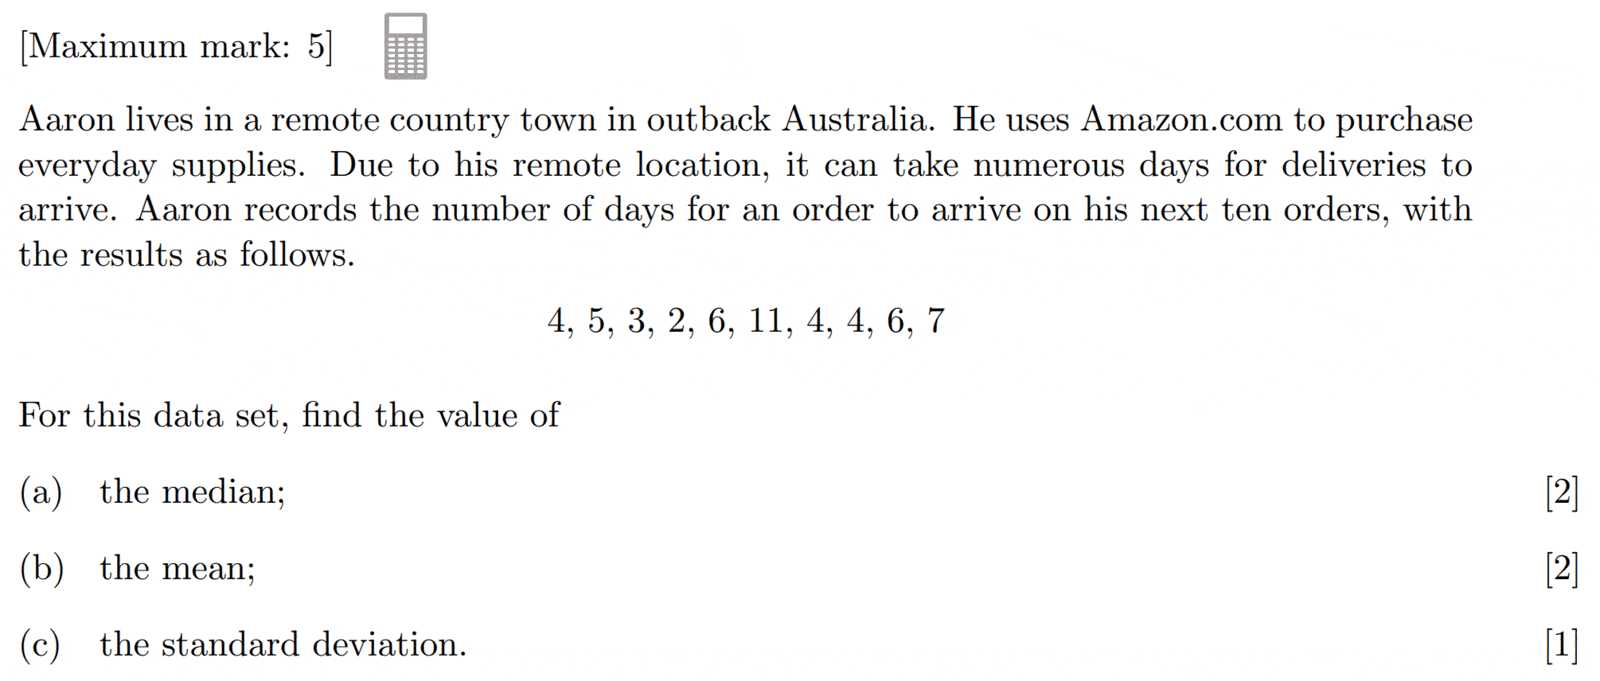 [Maximum mark: 5]
Aaron lives in a remote country town in outback Australia. He uses Amazon.com to purchase
everyday supplies. Due to his remote location, it can take numerous days for deliveries to
arrive. Aaron records the number of days for an order to arrive on his next ten orders, with
the results as follows.
4, 5, 3, 2, 6, 11, 4, 4, 6, 7
For this data set, find the value of
(a) the median; [2]
(b) the mean; [2]
(c) the standard deviation. [1]